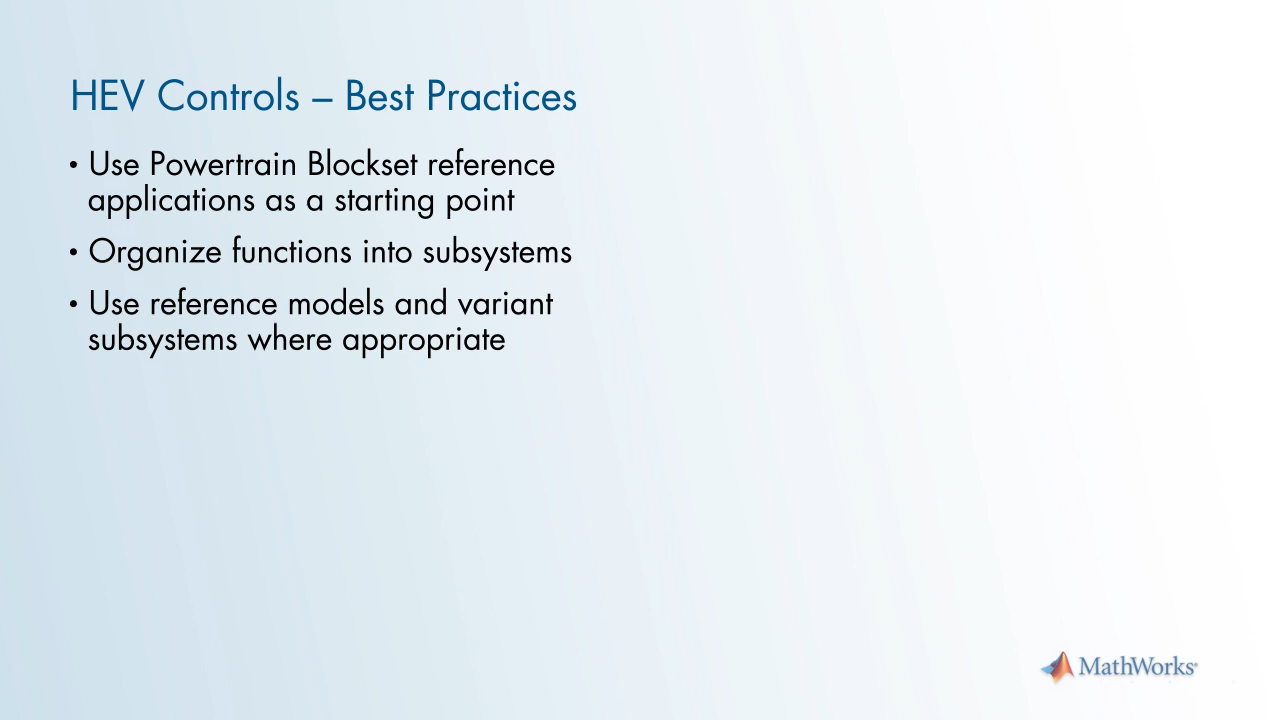 HEV Controls – Best Practices
• Use Powertrain Blockset reference
applications as a starting point
• Organize functions into subsystems
• Use reference models and variant
subsystems where appropriate
MathWorks®